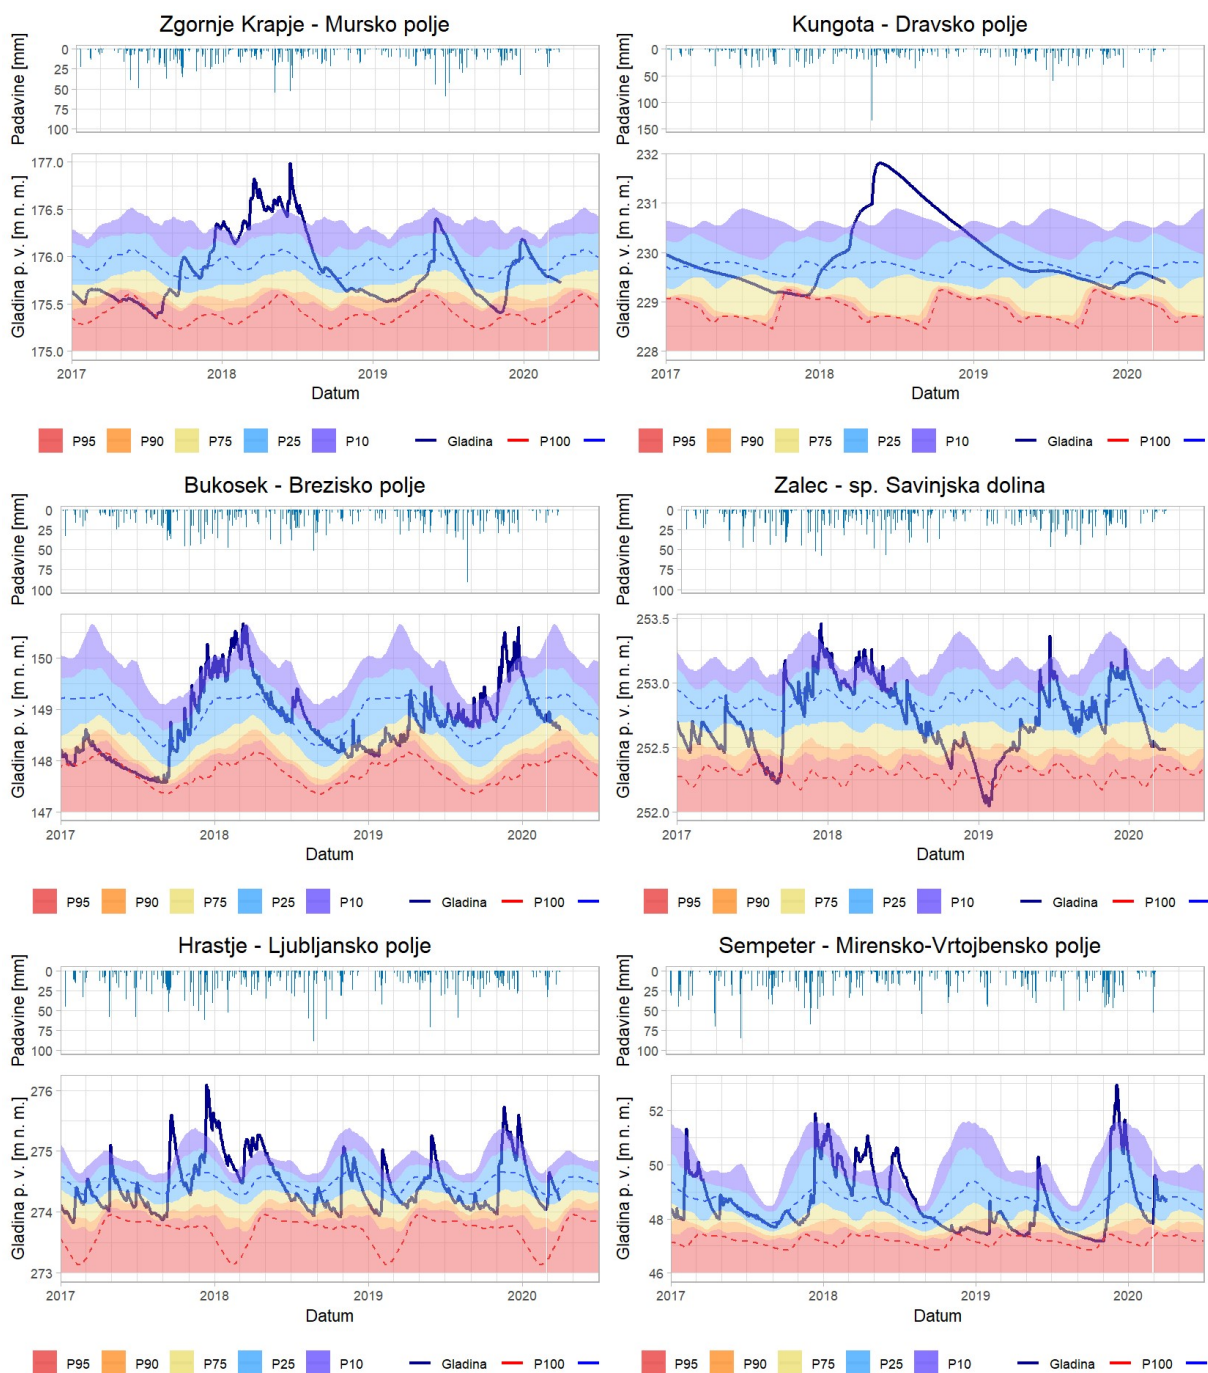 Zgornje Krapje - Mursko polje
Padavine [mm]
0
25
50
75
100
Gladina p. v. [m n. m.]
177.0
176.5
176.0
175.5
175.0
2017 2018 2019 2020
Datum
P95 P90 P75 P25 P10 Gladina P100
Kungota - Dravsko polje
Padavine [mm]
0
50
100
150
Gladina p. v. [m n. m.]
232
231
230
229
228
2017 2018 2019 2020
Datum
P95 P90 P75 P25 P10 Gladina P100
Bukosek - Brezisko polje
Padavine [mm]
0
25
50
75
100
Gladina p. v. [m n. m.]
150
149
148
147
2017 2018 2019 2020
Datum
P95 P90 P75 P25 P10 Gladina P100
Zalec - sp. Savinjska dolina
Padavine [mm]
0
25
50
75
100
Gladina p. v. [m n. m.]
253.5
253.0
252.5
252.0
2017 2018 2019 2020
Datum
P95 P90 P75 P25 P10 Gladina P100
Hrastje - Ljubljansko polje
Padavine [mm]
0
25
50
75
100
Gladina p. v. [m n. m.]
276
275
274
273
2017 2018 2019 2020
Datum
P95 P90 P75 P25 P10 Gladina P100
Sempeter - Mirensko-Vrtojbensko polje
Padavine [mm]
0
25
50
75
100
Gladina p. v. [m n. m.]
52
50
48
46
2017 2018 2019 2020
Datum
P95 P90 P75 P25 P10 Gladina P100